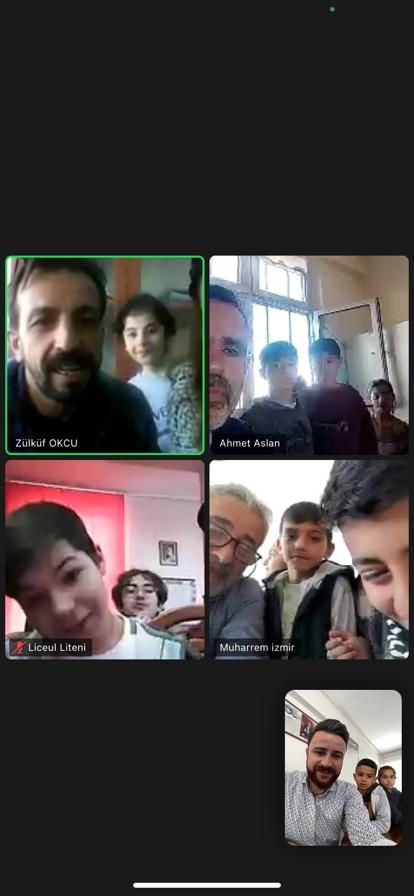 Zülküf OKCU
Ahmet Aslan
Liceul Liteni
Muharrem izmir